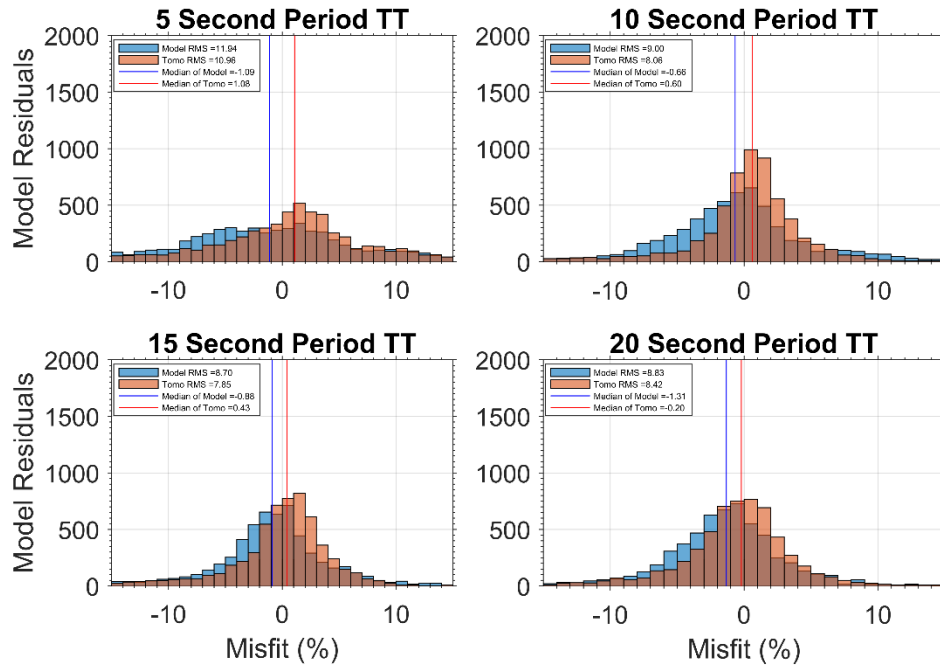 5 Second Period TT
Model Residuals
2000
1500
1000
500
0
Model RMS =11.94
Tomo RMS =10.96
Median of Model=-1.09
Median of Tomo =1.08
-10
0
10
10 Second Period TT
2000
1500
1000
500
0
Model RMS =9.00
Tomo RMS =8.06
Median of Model=-0.66
Median of Tomo =0.60
-10
0
10
15 Second Period TT
Model Residuals
2000
1500
1000
500
0
Model RMS =8.70
Tomo RMS =7.85
Median of Model=-0.88
Median of Tomo =0.43
-10
0
10
Misfit (%)
20 Second Period TT
2000
1500
1000
500
0
Model RMS =8.83
Tomo RMS =8.42
Median of Model=-1.31
Median of Tomo =-0.20
-10
0
10
Misfit (%)